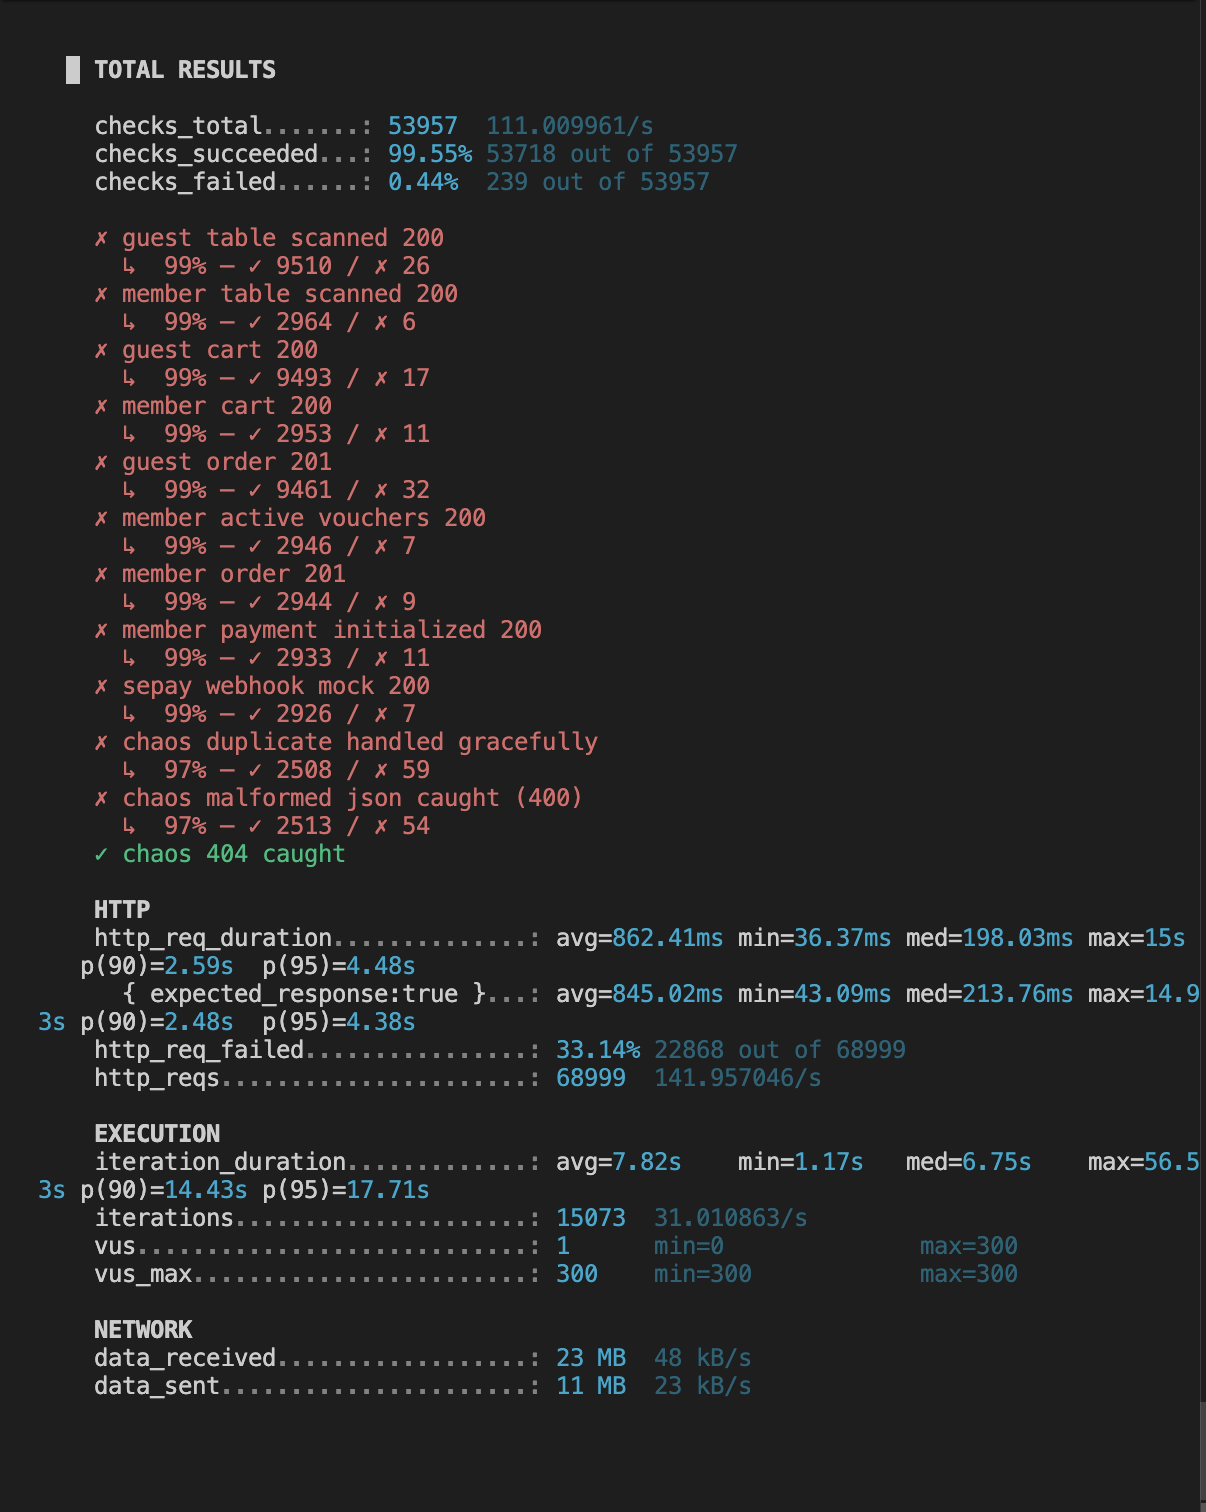 TOTAL RESULTS
checks_total.......: 53957  111.009961/s
checks_succeeded...: 99.55% 53718 out of 53957
checks_failed......: 0.44%  239 out of 53957
✗ guest table scanned 200
↳  99% — ✓ 9510 / ✗ 26
✗ member table scanned 200
↳  99% — ✓ 2964 / ✗ 6
✗ guest cart 200
↳  99% — ✓ 9493 / ✗ 17
✗ member cart 200
↳  99% — ✓ 2953 / ✗ 11
✗ guest order 201
↳  99% — ✓ 9461 / ✗ 32
✗ member active vouchers 200
↳  99% — ✓ 2946 / ✗ 7
✗ member order 201
↳  99% — ✓ 2944 / ✗ 9
✗ member payment initialized 200
↳  99% — ✓ 2933 / ✗ 11
✗ sepay webhook mock 200
↳  99% — ✓ 2926 / ✗ 7
✗ chaos duplicate handled gracefully
↳  97% — ✓ 2508 / ✗ 59
✗ chaos malformed json caught (400)
↳  97% — ✓ 2513 / ✗ 54
✓ chaos 404 caught
HTTP
http_req_duration..............: avg=862.41ms min=36.37ms med=198.03ms max=15s
p(90)=2.59s  p(95)=4.48s
{ expected_response:true }...: avg=845.02ms min=43.09ms med=213.76ms max=14.9
3s p(90)=2.48s  p(95)=4.38s
http_req_failed................: 33.14% 22868 out of 68999
http_reqs......................: 68999  141.957046/s
EXECUTION
iteration_duration.............: avg=7.82s    min=1.17s   med=6.75s    max=56.5
3s p(90)=14.43s p(95)=17.71s
iterations.....................: 15073  31.010863/s
vus............................: 1      min=0              max=300
vus_max........................: 300    min=300            max=300
NETWORK
data_received..................: 23 MB  48 kB/s
data_sent......................: 11 MB  23 kB/s